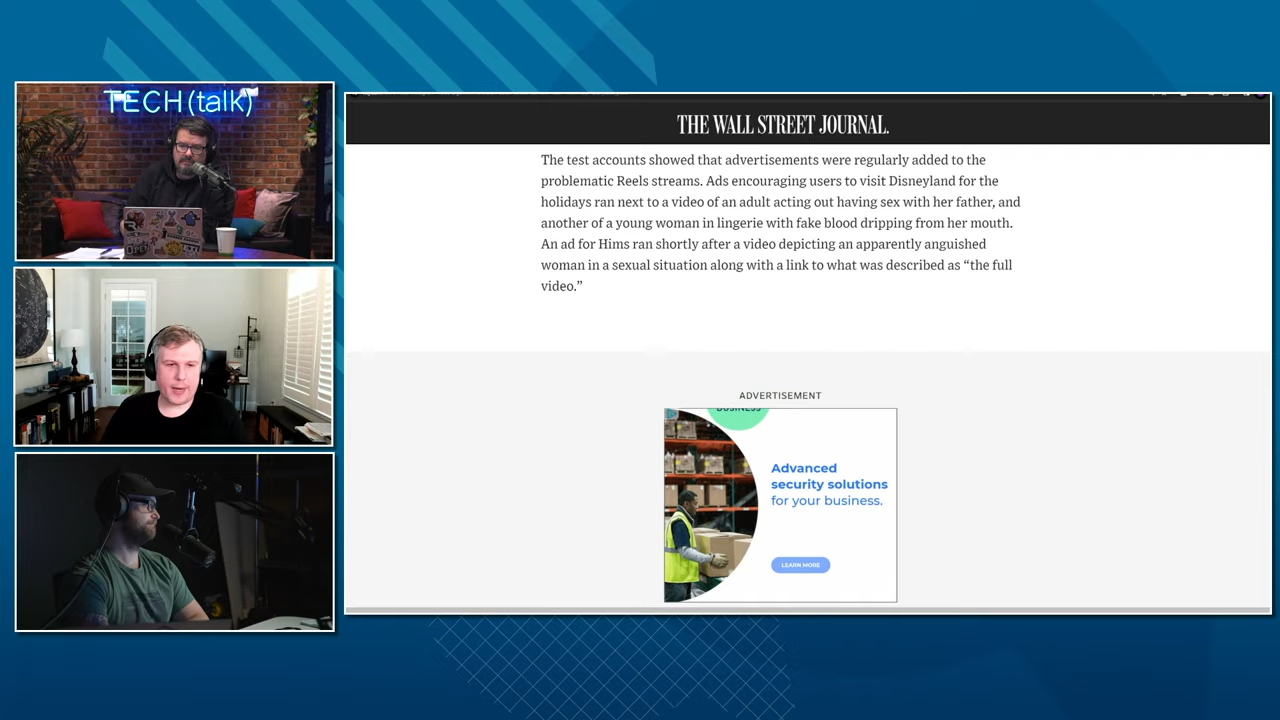 TECH(talk)
THE WALL STREET JOURNAL.
The test accounts showed that advertisements were regularly added to the
problematic Reels streams. Ads encouraging users to visit Disneyland for the
holidays ran next to a video of an adult acting out having sex with her father, and
another of a young woman in lingerie with fake blood dripping from her mouth.
An ad for Hims ran shortly after a video depicting an apparently anguished
woman in a sexual situation along with a link to what was described as “the full
video.”
ADVERTISEMENT
BUSINESS
Advanced
security solutions
for your business.
LEARN MORE